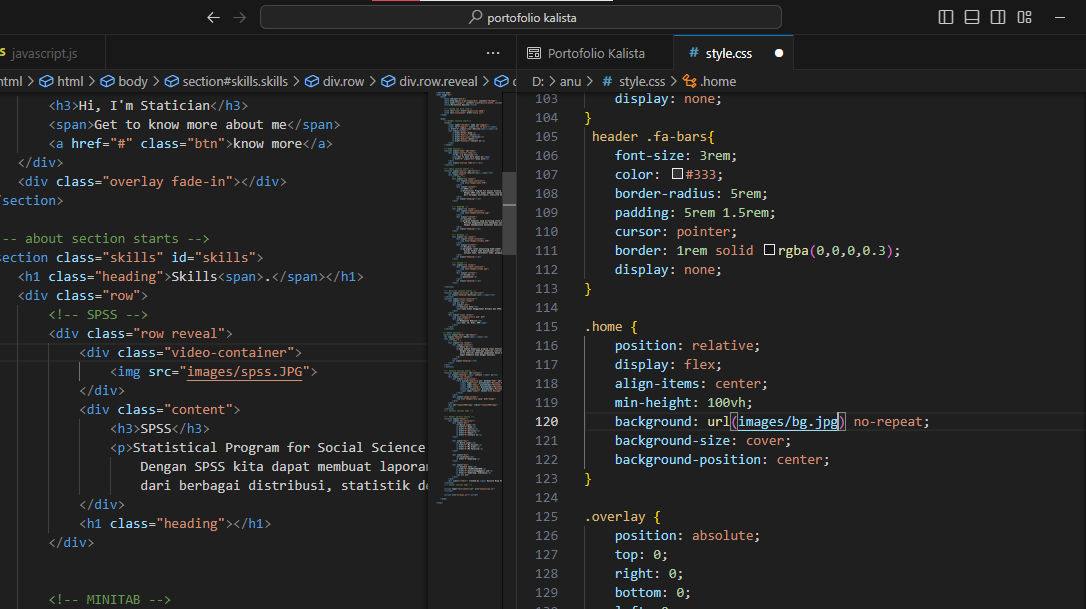 portofolio kalista
javascript.js
Portofolio Kalista
# style.css
html > html > body > section#skills.skills > div.row > div.row.reveal >
D: > anu > # style.css > .home
<h3>Hi, I'm Statician</h3>
<span>Get to know more about me</span>
<a href="#" class="btn">know more</a>
</div>
<div class="overlay fade-in"></div>
section>
-- about section starts -->
section class="skills" id="skills">
<h1 class="heading">Skills<span>.</span></h1>
<div class="row">
<!-- SPSS -->
<div class="row reveal">
<div class="video-container">
<img src="images/spss.JPG">
</div>
<div class="content">
<h3>SPSS</h3>
<p>Statistical Program for Social Science
Dengan SPSS kita dapat membuat laporan
dari berbagai distribusi, statistik de
</div>
<h1 class="heading"></h1>
</div>
<!-- MINITAB -->
103 display: none;
104 }
105 header .fa-bars{
106 font-size: 3rem;
107 color: #333;
108 border-radius: 5rem;
109 padding: 5rem 1.5rem;
110 cursor: pointer;
111 border: 1rem solid rgba(0,0,0,0.3);
112 display: none;
113 }
114
115 .home {
116 position: relative;
117 display: flex;
118 align-items: center;
119 min-height: 100vh;
120 background: url(images/bg.jpg) no-repeat;
121 background-size: cover;
122 background-position: center;
123 }
124
125 .overlay {
126 position: absolute;
127 top: 0;
128 right: 0;
129 bottom: 0;